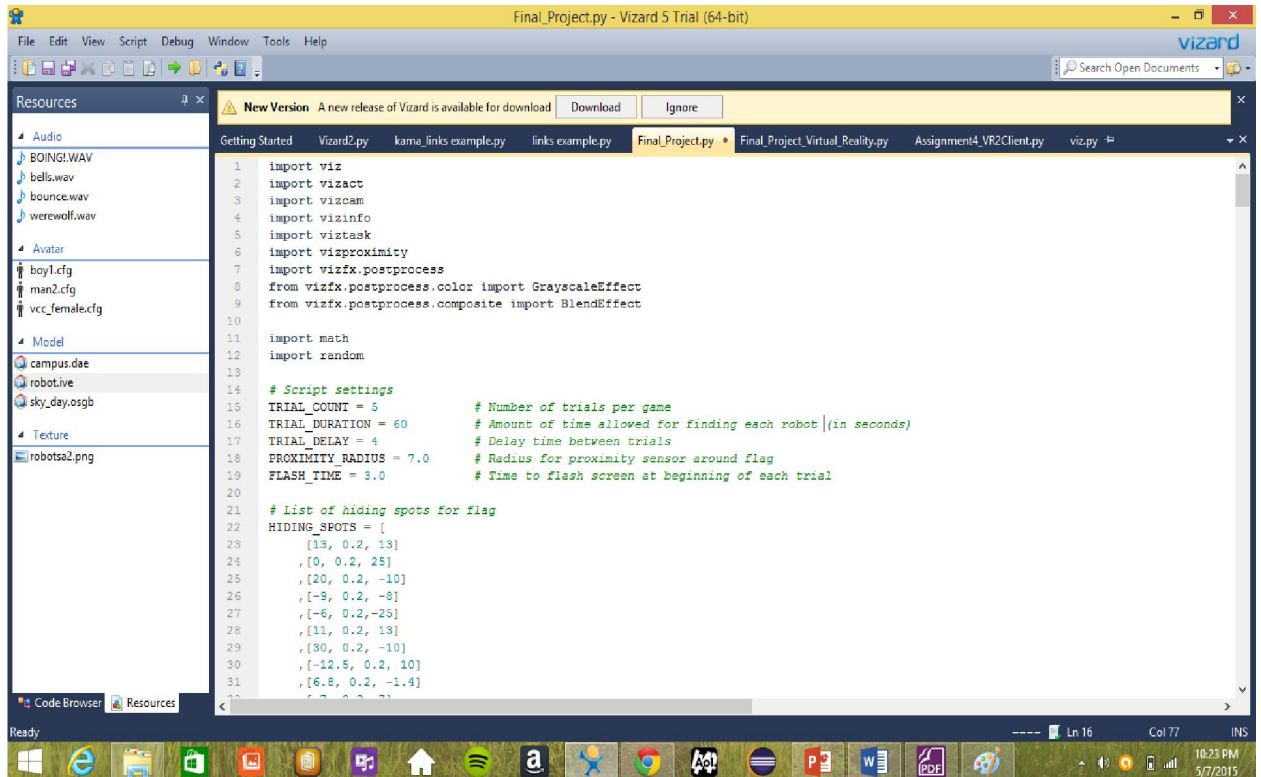 Final_Project.py - Vizard 5 Trial (64-bit)
File Edit View Script Debug Window Tools Help
vizard
Search Open Documents
Resources
New Version A new release of Vizard is available for download Download Ignore
Getting Started Vizard2.py kama_links example.py links example.py Final_Project.py Final_Project_Virtual_Reality.py Assignment4_VR2Client.py viz.py
Audio
BOING!.WAV
bells.wav
bounce.wav
werewolf.wav
Avatar
boy1.cfg
man2.cfg
vcc_female.cfg
Model
campus.dae
robot.ive
sky_day.osgb
Texture
robotsa2.png
Code Browser Resources
1 import viz
2 import vizact
3 import vizcam
4 import vizinfo
5 import viztask
6 import vizproximity
7 import vizfx.postprocess
8 from vizfx.postprocess.color import GrayscaleEffect
9 from vizfx.postprocess.composite import BlendEffect
10
11 import math
12 import random
13
14 # Script settings
15 TRIAL_COUNT = 5 # Number of trials per game
16 TRIAL_DURATION = 60 # Amount of time allowed for finding each robot (in seconds)
17 TRIAL_DELAY = 4 # Delay time between trials
18 PROXIMITY_RADIUS = 7.0 # Radius for proximity sensor around flag
19 FLASH_TIME = 3.0 # Time to flash screen at beginning of each trial
20
21 # List of hiding spots for flag
22 HIDING_SPOTS = [
23 [13, 0.2, 13]
24 ,[0, 0.2, 25]
25 ,[20, 0.2, -10]
26 ,[-9, 0.2, -8]
27 ,[-6, 0.2,-25]
28 ,[11, 0.2, 13]
29 ,[30, 0.2, -10]
30 ,[-12.5, 0.2, 10]
31 ,[6.8, 0.2, -1.4]
Ready ---- Ln 16 Col 77 INS
a Aol P W PDF
10:23 PM
5/7/2015